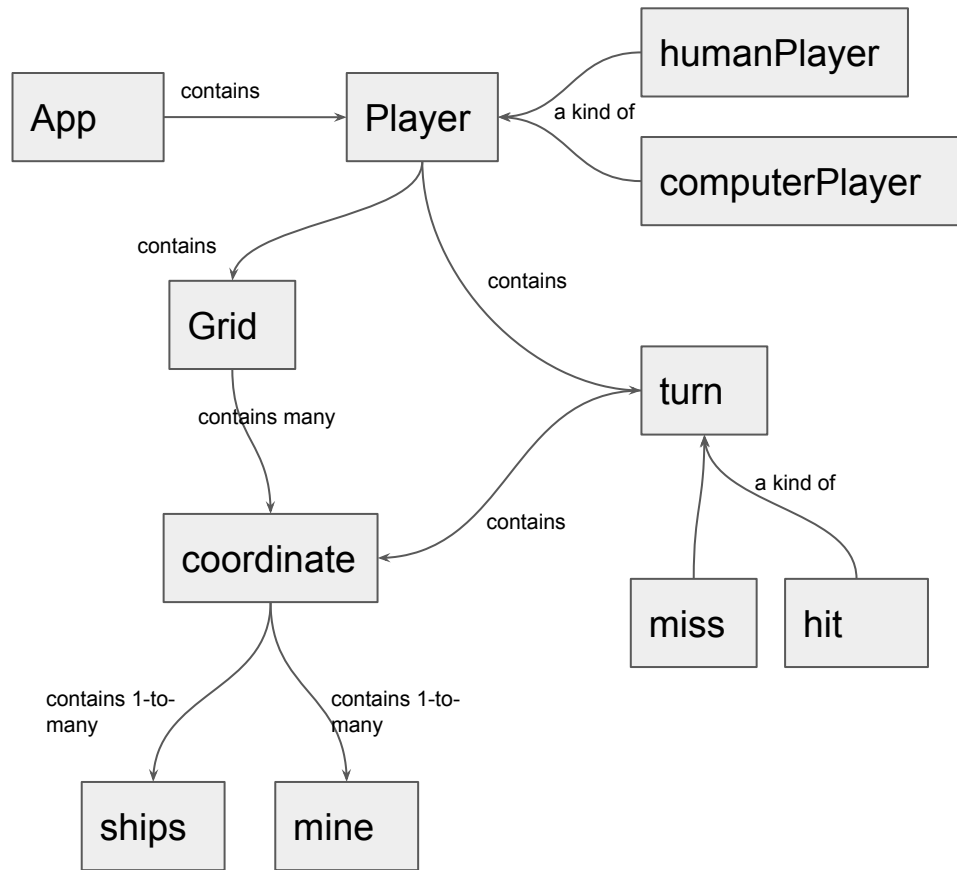 humanPlayer
contains
App
Player
a kind of
computerPlayer
contains
contains
Grid
turn
contains many
a kind of
contains
coordinate
miss
hit
contains 1-to-
many
contains 1-to-
many
ships
mine